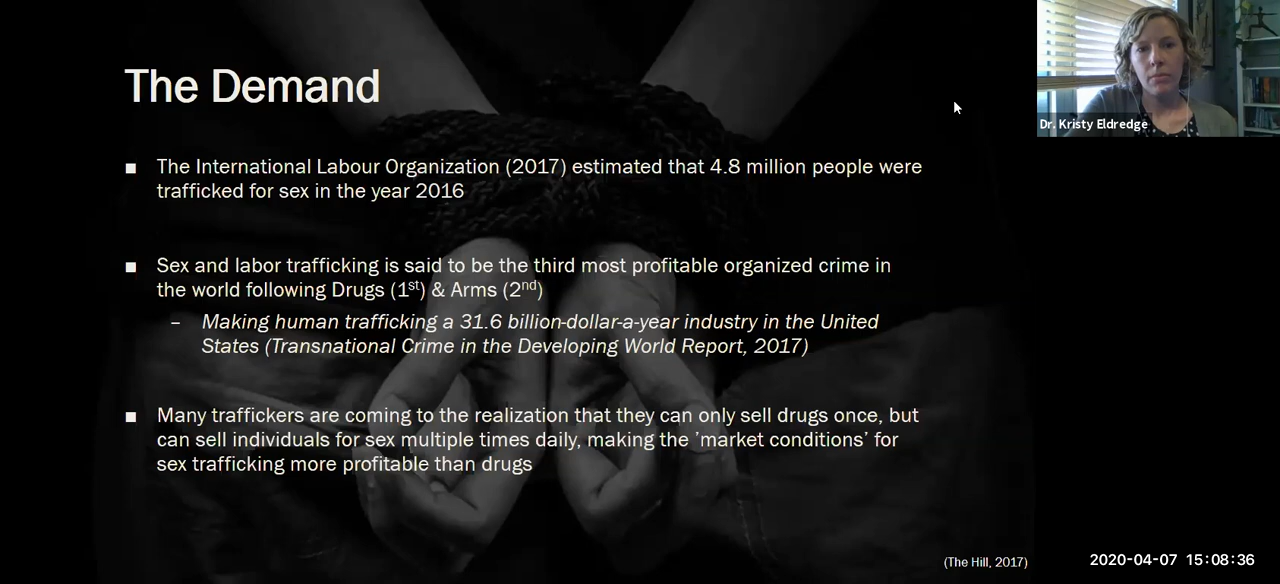 The Demand
Dr. Kristy Eldredge
■ The International Labour Organization (2017) estimated that 4.8 million people were
trafficked for sex in the year 2016
■ Sex and labor trafficking is said to be the third most profitable organized crime in
the world following Drugs (1st) & Arms (2nd)
– Making human trafficking a 31.6 billion-dollar-a-year industry in the United
States (Transnational Crime in the Developing World Report, 2017)
■ Many traffickers are coming to the realization that they can only sell drugs once, but
can sell individuals for sex multiple times daily, making the ’market conditions’ for
sex trafficking more profitable than drugs
(The Hill, 2017)
2020-04-07 15:08:36